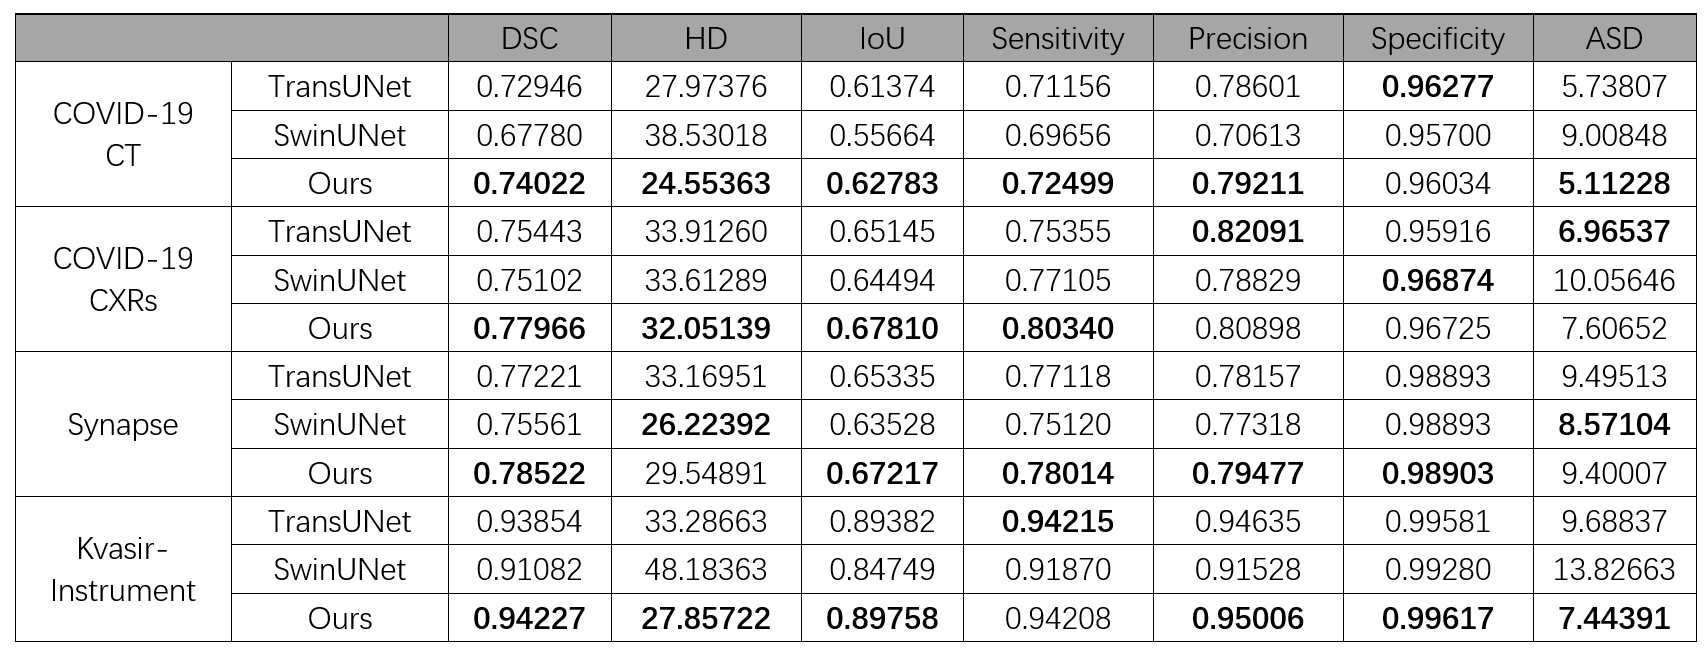 DSC HD IoU Sensitivity Precision Specificity ASD
COVID-19
CT
TransUNet 0.72946 27.97376 0.61374 0.71156 0.78601 0.96277 5.73807
SwinUNet 0.67780 38.53018 0.55664 0.69656 0.70613 0.95700 9.00848
Ours 0.74022 24.55363 0.62783 0.72499 0.79211 0.96034 5.11228
COVID-19
CXRs
TransUNet 0.75443 33.91260 0.65145 0.75355 0.82091 0.95916 6.96537
SwinUNet 0.75102 33.61289 0.64494 0.77105 0.78829 0.96874 10.05646
Ours 0.77966 32.05139 0.67810 0.80340 0.80898 0.96725 7.60652
Synapse
TransUNet 0.77221 33.16951 0.65335 0.77118 0.78157 0.98893 9.49513
SwinUNet 0.75561 26.22392 0.63528 0.75120 0.77318 0.98893 8.57104
Ours 0.78522 29.54891 0.67217 0.78014 0.79477 0.98903 9.40007
Kvasir-
Instrument
TransUNet 0.93854 33.28663 0.89382 0.94215 0.94635 0.99581 9.68837
SwinUNet 0.91082 48.18363 0.84749 0.91870 0.91528 0.99280 13.82663
Ours 0.94227 27.85722 0.89758 0.94208 0.95006 0.99617 7.44391